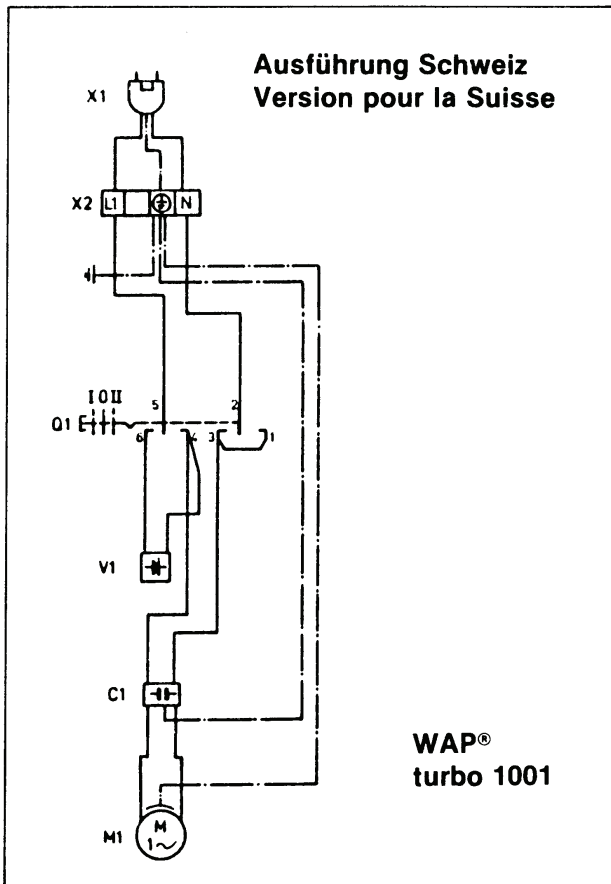 Ausführung Schweiz
Version pour la Suisse
X1
X2 L1 N
I O II
5 2
Q1
6 4 3 1
V1
C1
WAP®
turbo 1001
M1
M
1~